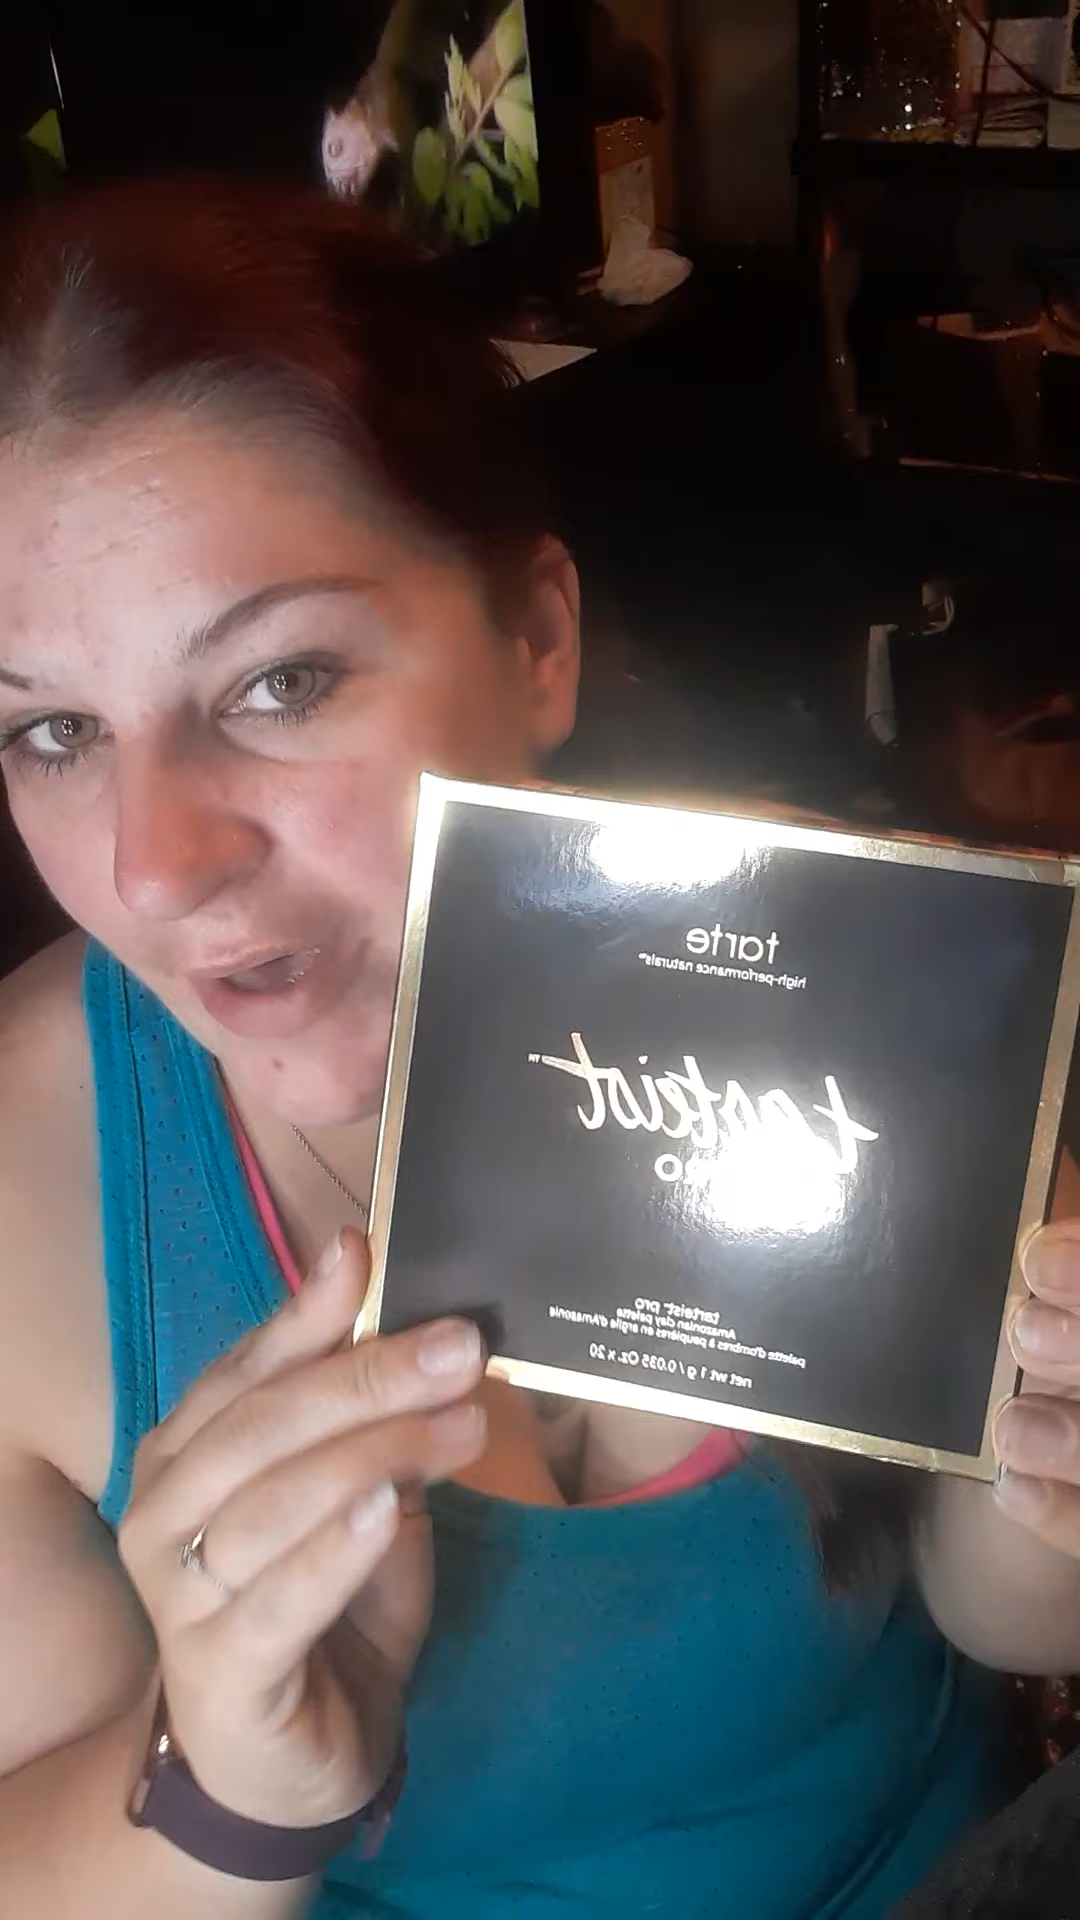 tarte
high-performance naturals™
tarteist™
tarteist™ pro
Amazonian clay palette
palette d'ombres à paupières en argile d'Amazonie
net wt 1 g / 0.035 Oz. x 20